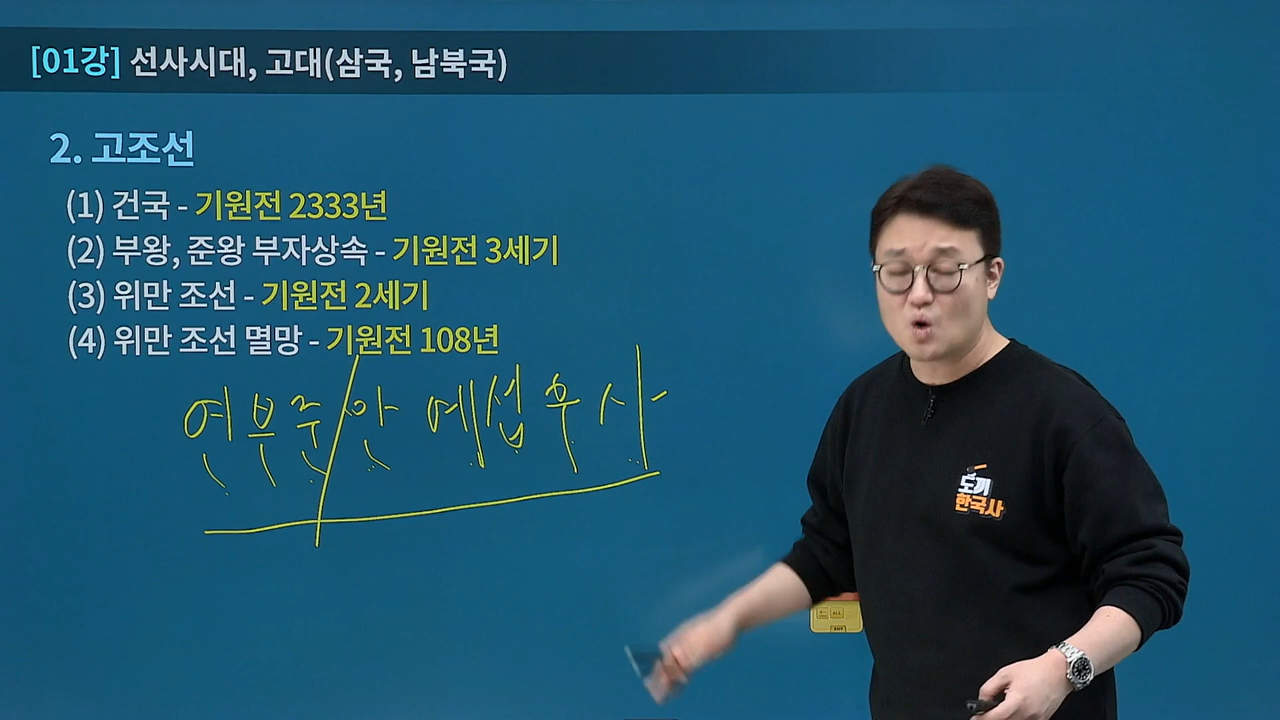 [01강] 선사시대, 고대(삼국, 남북국)
2. 고조선
(1) 건국 - 기원전 2333년
(2) 부왕, 준왕 부자상속 - 기원전 3세기
(3) 위만 조선 - 기원전 2세기
(4) 위만 조선 멸망 - 기원전 108년
연부준 안 예섭우사
도끼
한국사
ALL
EXIT